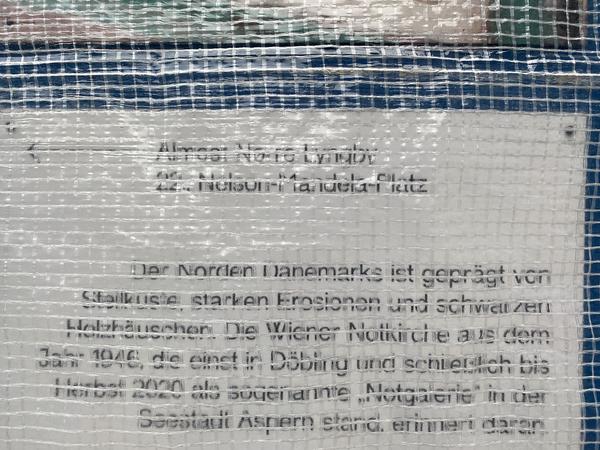 Almost Nørre Lyngby
22., Nelson-Mandela-Platz
Der Norden Dänemarks ist geprägt von
Steilküste, starken Erosionen und schwarzen
Holzhäuschen. Die Wiener Notkirche aus dem
Jahr 1946, die einst in Döbling und schließlich bis
Herbst 2020 als sogenannte „Notgalerie“ in der
Seestadt Aspern stand, erinnert daran.